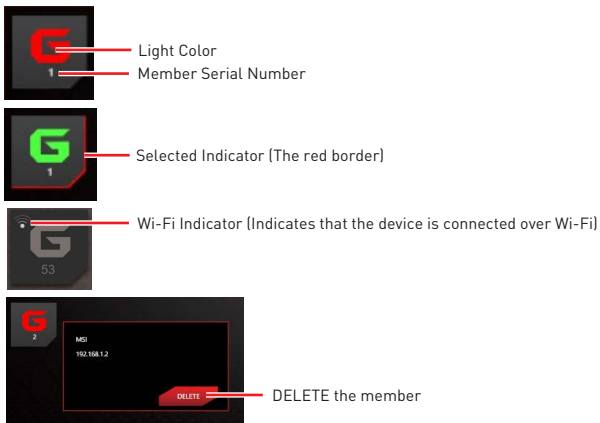 G
1
Light Color
Member Serial Number
G
1
Selected Indicator (The red border)
G
53
Wi-Fi Indicator (Indicates that the device is connected over Wi-Fi)
G
2
MSI
192.168.1.2
DELETE
DELETE the member